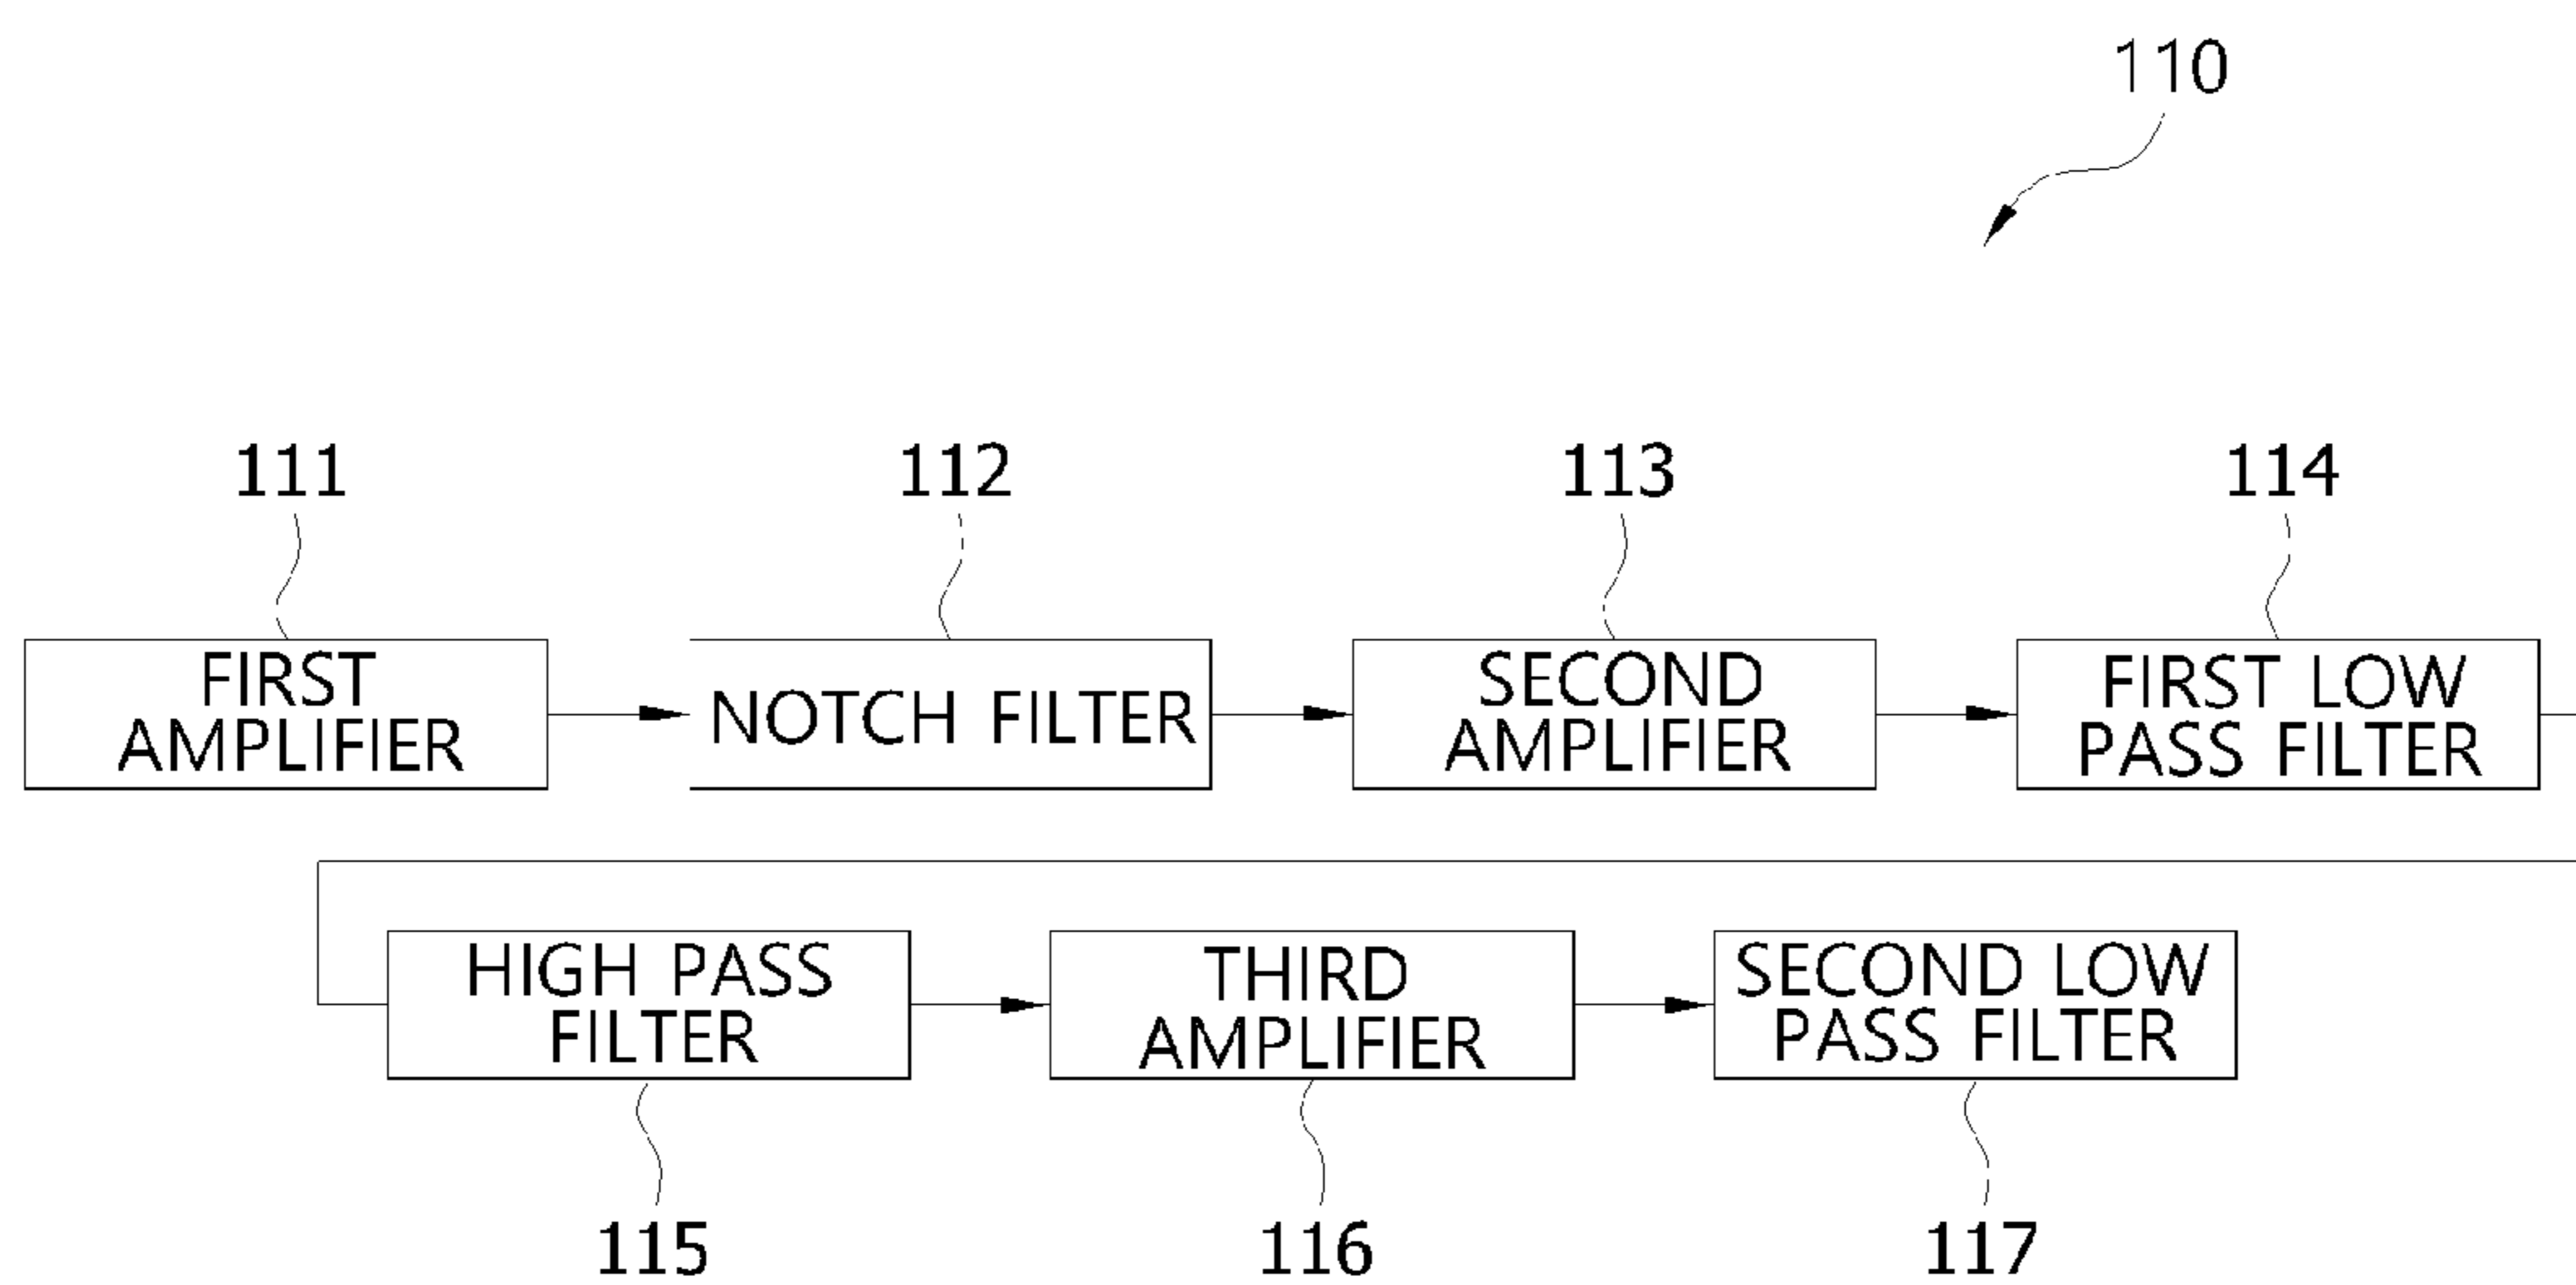 110
111
112
113
114
FIRST
AMPLIFIER
NOTCH FILTER
SECOND
AMPLIFIER
FIRST LOW
PASS FILTER
HIGH PASS
FILTER
THIRD
AMPLIFIER
SECOND LOW
PASS FILTER
115
116
117